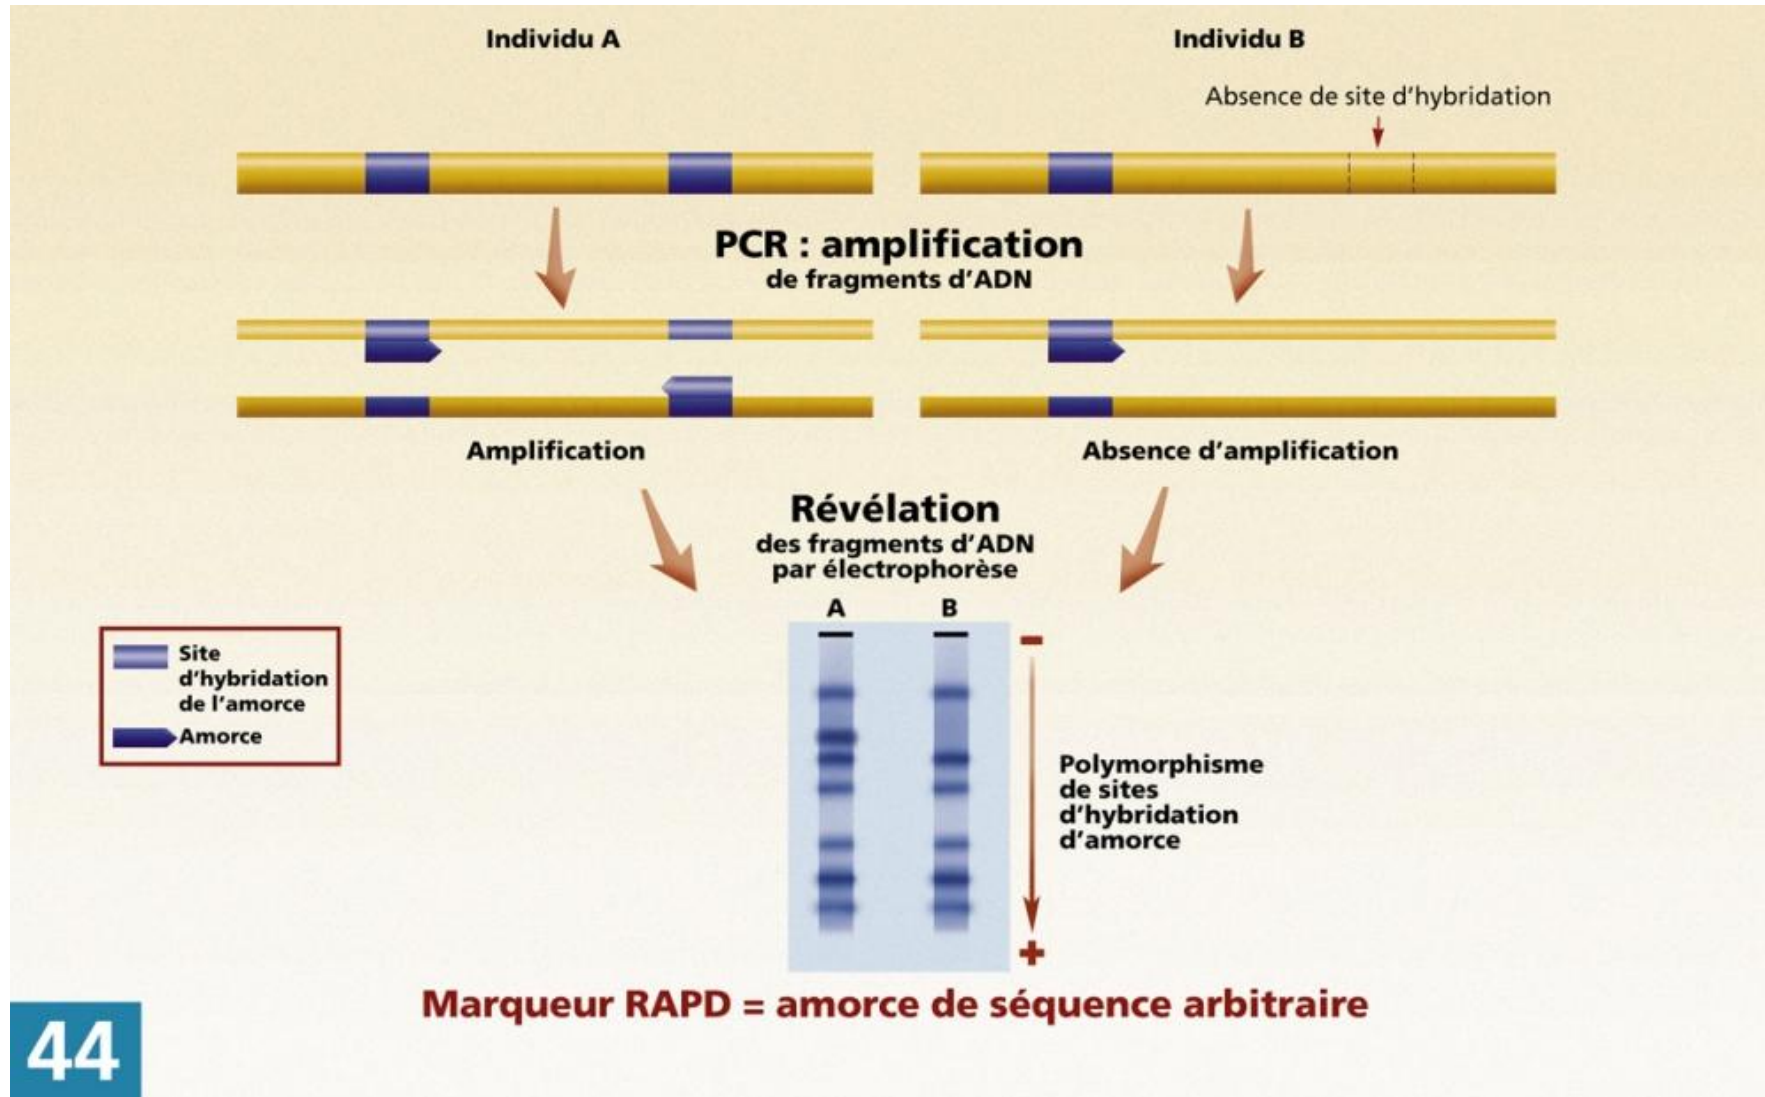 Individu A
Individu B
Absence de site d’hybridation
PCR : amplification
de fragments d’ADN
Amplification
Absence d’amplification
Révélation
des fragments d’ADN
par électrophorèse
A
B
Site
d’hybridation
de l’amorce
Amorce
-
+
Polymorphisme
de sites
d’hybridation
d’amorce
Marqueur RAPD = amorce de séquence arbitraire
44